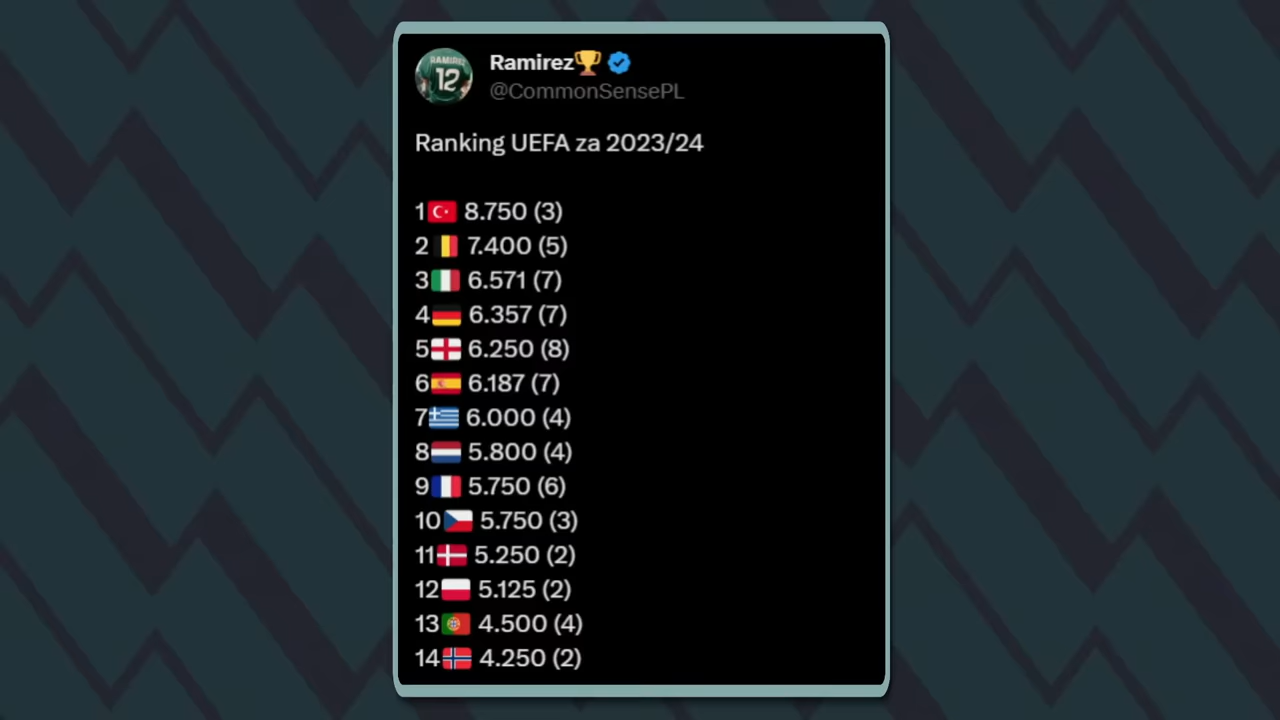 RAMIREZ
12
Ramirez🏆
@CommonSensePL
Ranking UEFA za 2023/24
1🇹🇷 8.750 (3)
2🇧🇪 7.400 (5)
3🇮🇹 6.571 (7)
4🇩🇪 6.357 (7)
5🏴󠁧󠁢󠁥󠁮󠁧󠁿 6.250 (8)
6🇪🇸 6.187 (7)
7🇬🇷 6.000 (4)
8🇳🇱 5.800 (4)
9🇫🇷 5.750 (6)
10🇨🇿 5.750 (3)
11🇩🇰 5.250 (2)
12🇵🇱 5.125 (2)
13🇵🇹 4.500 (4)
14🇳🇴 4.250 (2)